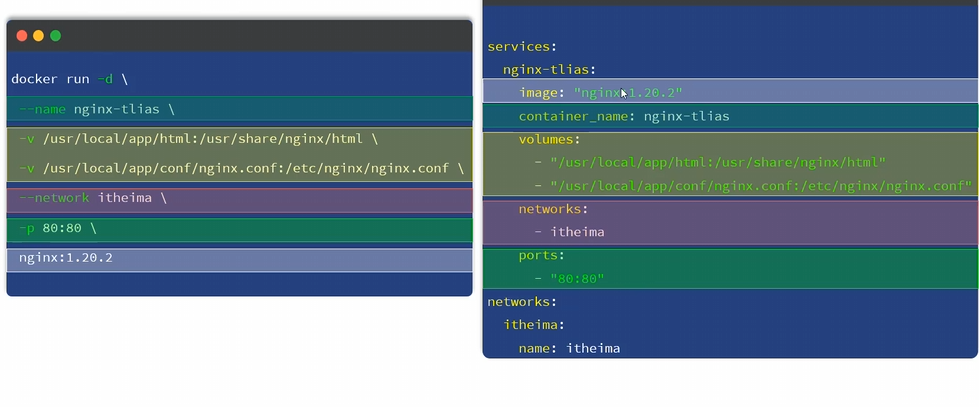 docker run -d \
--name nginx-tlias \
-v /usr/local/app/html:/usr/share/nginx/html \
-v /usr/local/app/conf/nginx.conf:/etc/nginx/nginx.conf \
--network itheima \
-p 80:80 \
nginx:1.20.2
services:
nginx-tlias:
image: "nginx:1.20.2"
container_name: nginx-tlias
volumes:
- "/usr/local/app/html:/usr/share/nginx/html"
- "/usr/local/app/conf/nginx.conf:/etc/nginx/nginx.conf"
networks:
- itheima
ports:
- "80:80"
networks:
itheima:
name: itheima